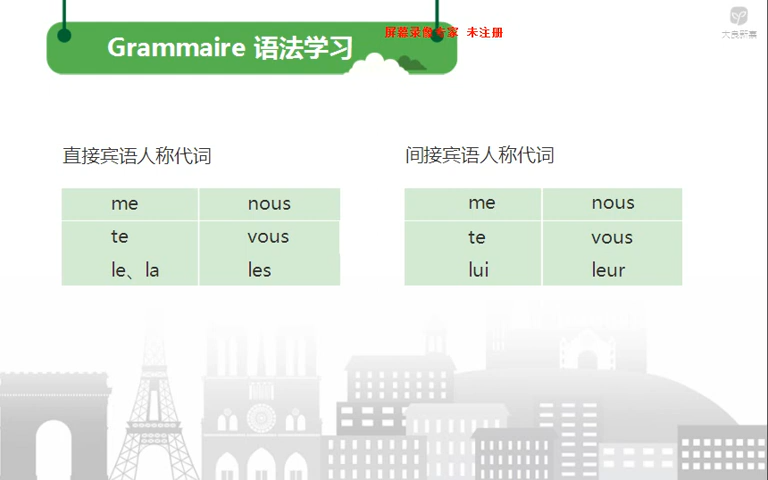 Grammaire 语法学习
屏幕录像专家 未注册
直接宾语人称代词
me nous
te vous
le、la les
间接宾语人称代词
me nous
te vous
lui leur